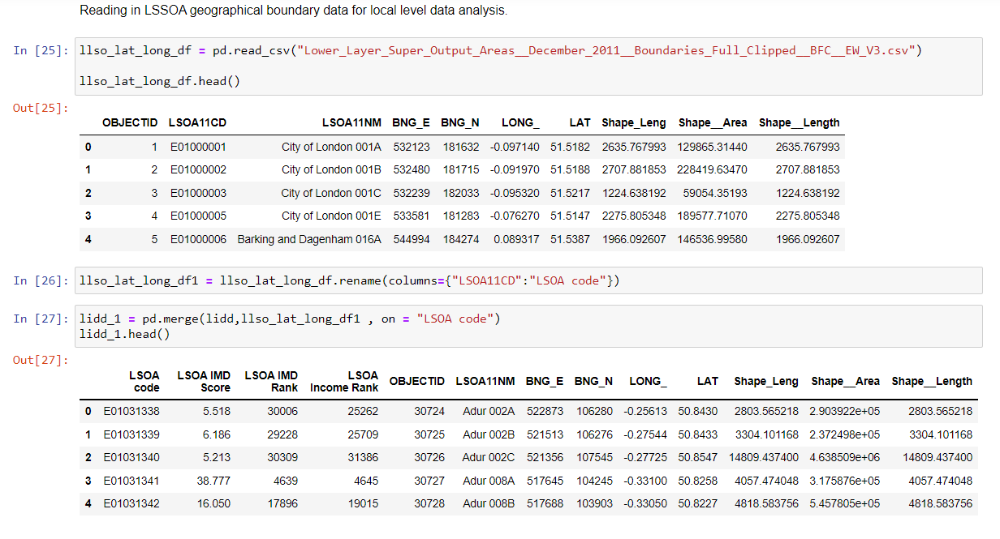 Reading in LSSOA geographical boundary data for local level data analysis.
In [25]: llso_lat_long_df = pd.read_csv("Lower_Layer_Super_Output_Areas__December_2011__Boundaries_Full_Clipped__BFC__EW_V3.csv")
llso_lat_long_df.head()
Out[25]:
OBJECTID LSOA11CD LSOA11NM BNG_E BNG_N LONG_ LAT Shape_Leng Shape__Area Shape__Length
0 1 E01000001 City of London 001A 532123 181632 -0.097140 51.5182 2635.767993 129865.31440 2635.767993
1 2 E01000002 City of London 001B 532480 181715 -0.091970 51.5188 2707.881853 228419.63470 2707.881853
2 3 E01000003 City of London 001C 532239 182033 -0.095320 51.5217 1224.638192 59054.35193 1224.638192
3 4 E01000005 City of London 001E 533581 181283 -0.076270 51.5147 2275.805348 189577.71070 2275.805348
4 5 E01000006 Barking and Dagenham 016A 544994 184274 0.089317 51.5387 1966.092607 146536.99580 1966.092607
In [26]: llso_lat_long_df1 = llso_lat_long_df.rename(columns={"LSOA11CD":"LSOA code"})
In [27]: lidd_1 = pd.merge(lidd,llso_lat_long_df1 , on = "LSOA code")
lidd_1.head()
Out[27]:
LSOA LSOA IMD LSOA IMD LSOA
code Score Rank Income Rank OBJECTID LSOA11NM BNG_E BNG_N LONG_ LAT Shape_Leng Shape__Area Shape__Length
0 E01031338 5.518 30006 25262 30724 Adur 002A 522873 106280 -0.25613 50.8430 2803.565218 2.903922e+05 2803.565218
1 E01031339 6.186 29228 25709 30725 Adur 002B 521513 106276 -0.27544 50.8433 3304.101168 2.372498e+05 3304.101168
2 E01031340 5.213 30309 31386 30726 Adur 002C 521356 107545 -0.27725 50.8547 14809.437400 4.638509e+06 14809.437400
3 E01031341 38.777 4639 4645 30727 Adur 008A 517645 104245 -0.33100 50.8258 4057.474048 3.175876e+05 4057.474048
4 E01031342 16.050 17896 19015 30728 Adur 008B 517688 103903 -0.33050 50.8227 4818.583756 5.457805e+05 4818.583756